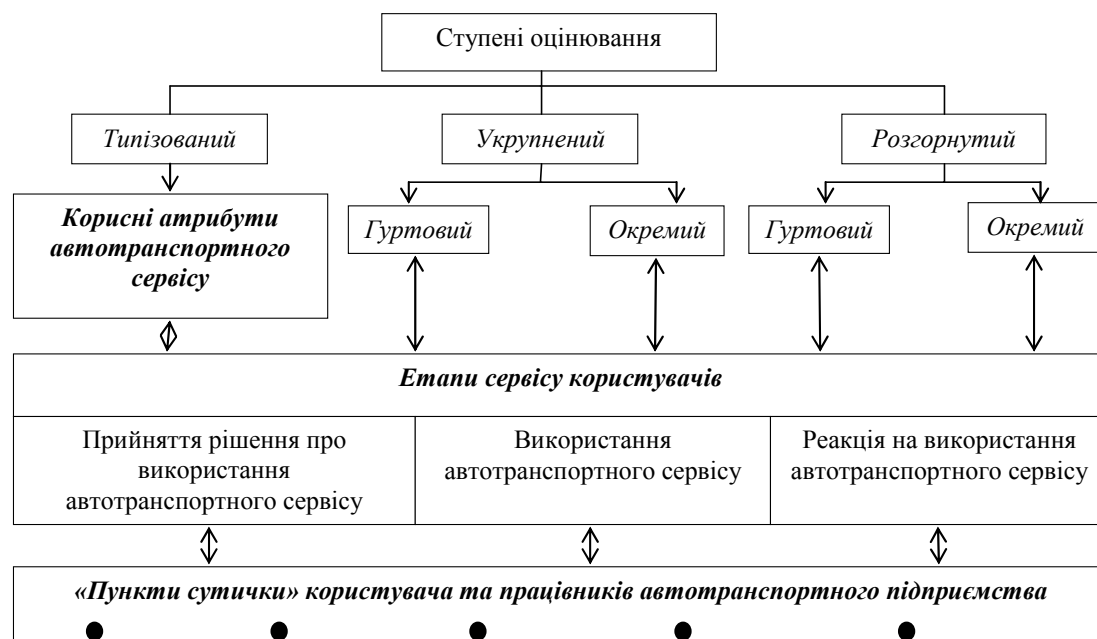 Ступені оцінювання
Типізований
Укрупнений
Розгорнутий
Корисні атрибути
автотранспортного
сервісу
Гуртовий
Окремий
Гуртовий
Окремий
Етапи сервісу користувачів
Прийняття рішення про
використання
автотранспортного сервісу
Використання
автотранспортного сервісу
Реакція на використання
автотранспортного сервісу
«Пункти сутички» користувача та працівників автотранспортного підприємства